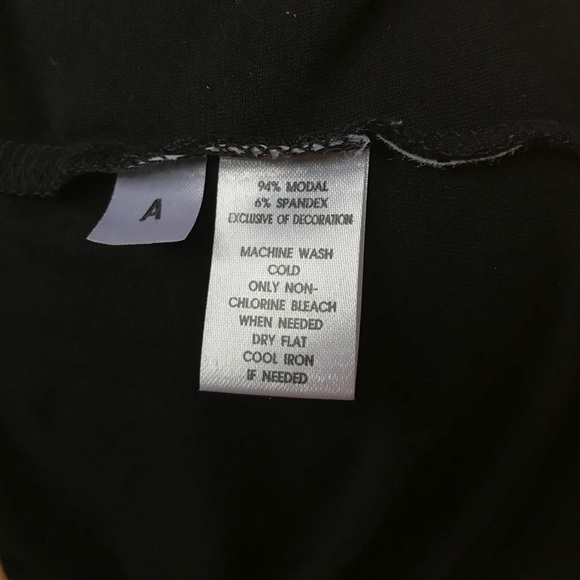 A
94% MODAL
6% SPANDEX
EXCLUSIVE OF DECORATION
MACHINE WASH
COLD
ONLY NON-
CHLORINE BLEACH
WHEN NEEDED
DRY FLAT
COOL IRON
IF NEEDED